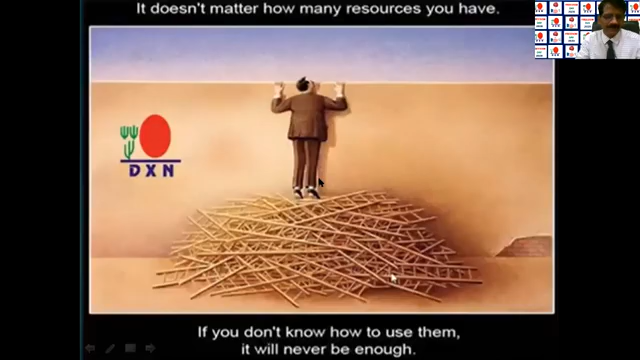 It doesn't matter how many resources you have.
DXN
If you don't know how to use them,
it will never be enough.